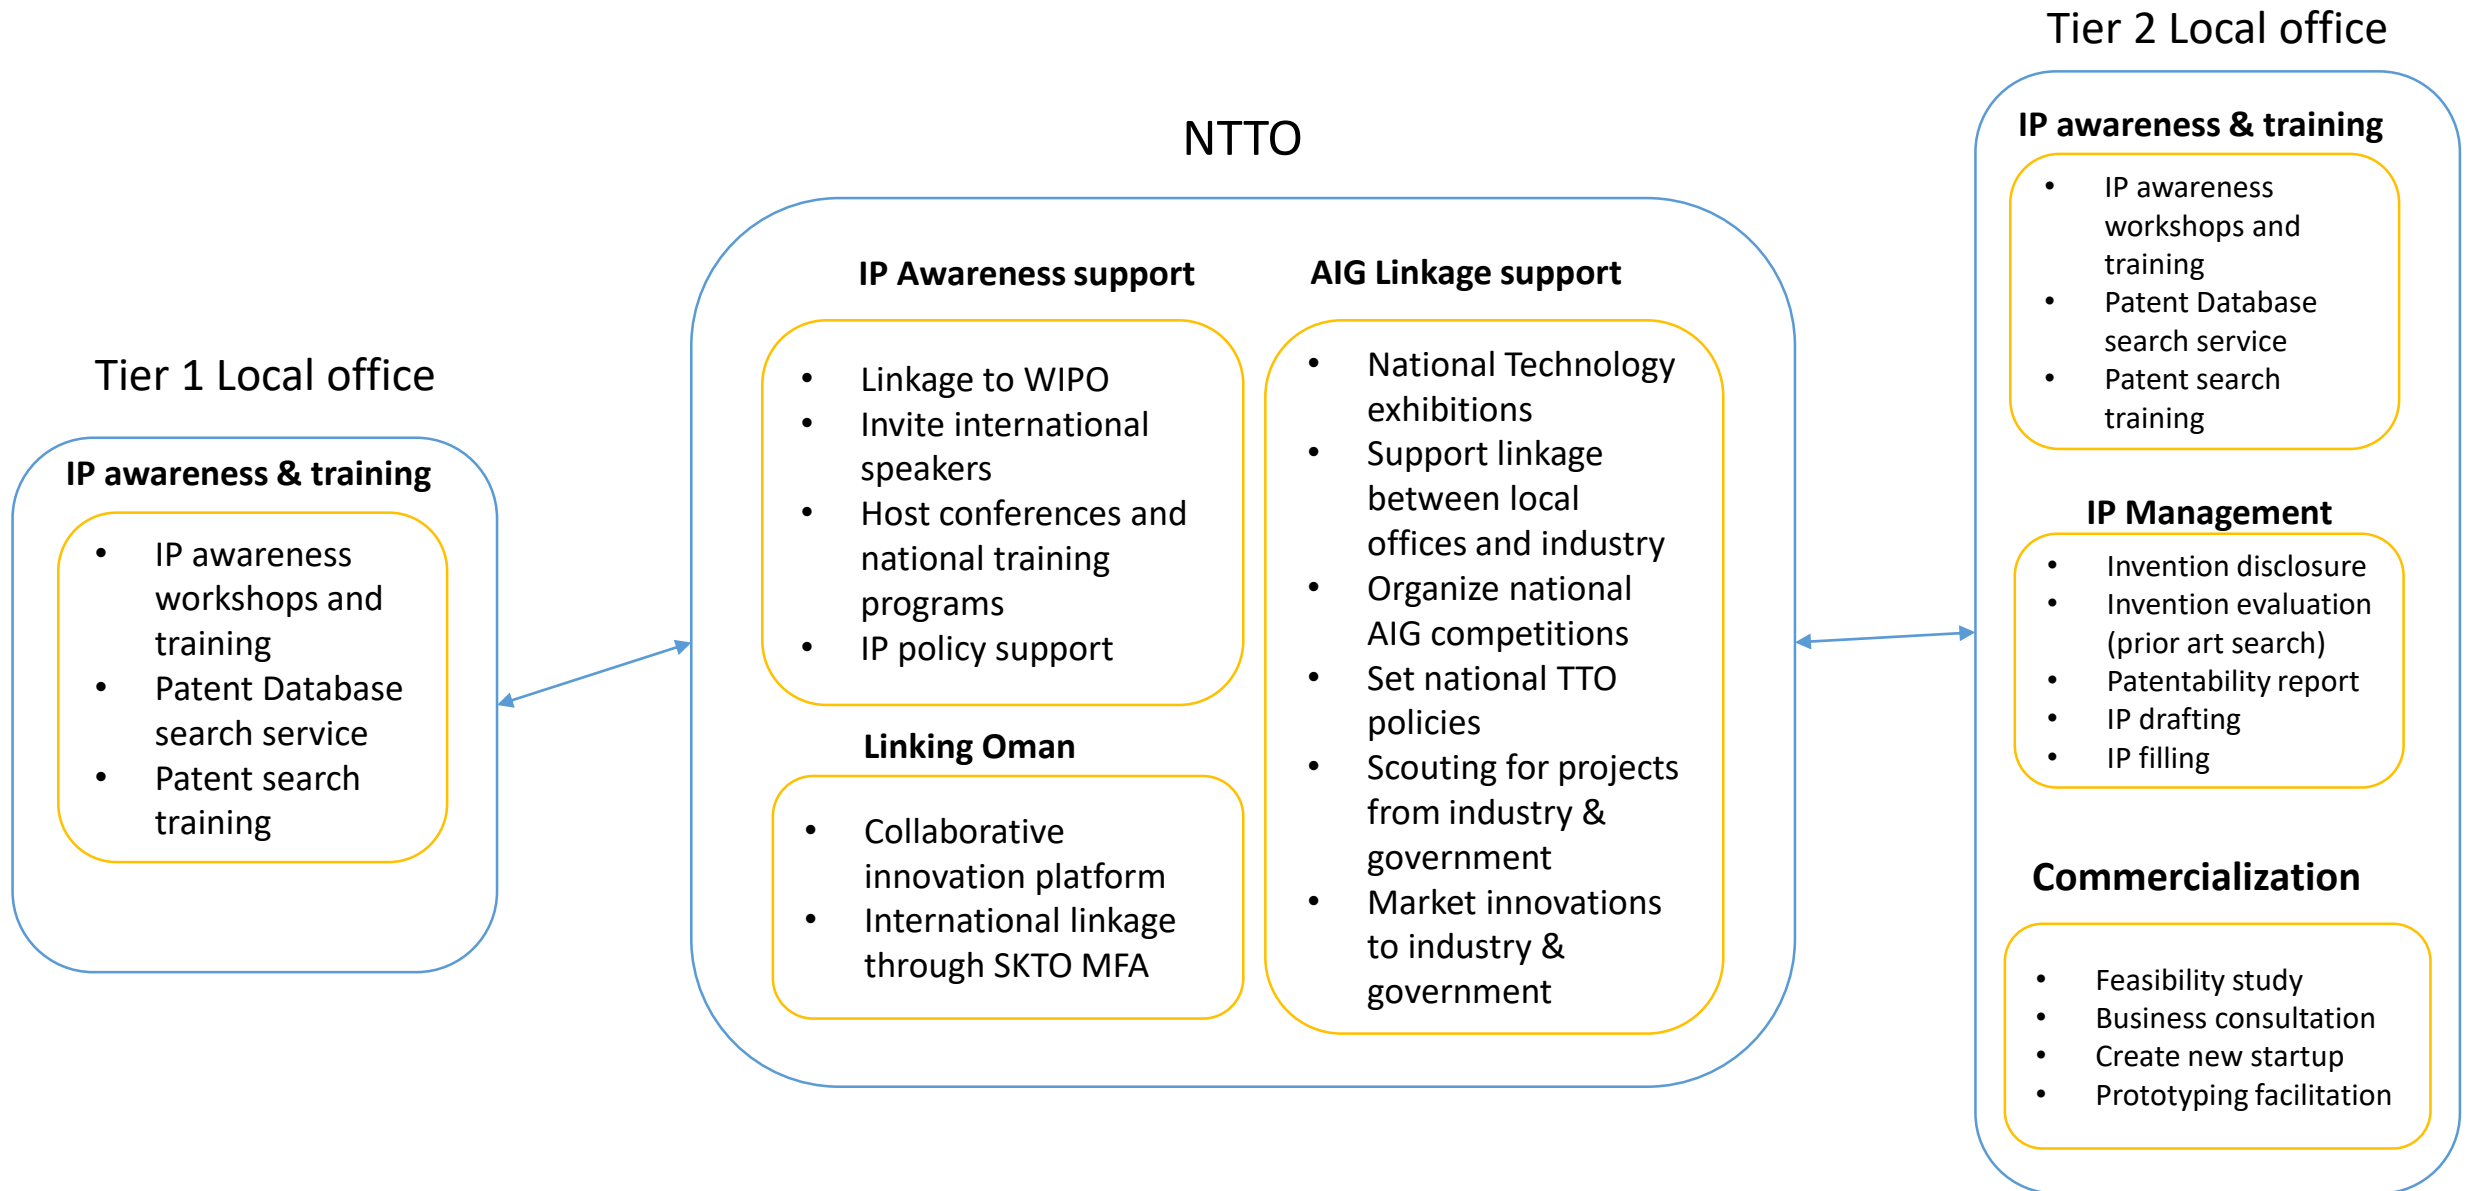 Tier 1 Local office
IP awareness & training
• IP awareness
workshops and
training
• Patent Database
search service
• Patent search
training
NTTO
IP Awareness support
• Linkage to WIPO
• Invite international
speakers
• Host conferences and
national training
programs
• IP policy support
Linking Oman
• Collaborative
innovation platform
• International linkage
through SKTO MFA
AIG Linkage support
• National Technology
exhibitions
• Support linkage
between local
offices and industry
• Organize national
AIG competitions
• Set national TTO
policies
• Scouting for projects
from industry &
government
• Market innovations
to industry &
government
Tier 2 Local office
IP awareness & training
• IP awareness
workshops and
training
• Patent Database
search service
• Patent search
training
IP Management
• Invention disclosure
• Invention evaluation
(prior art search)
• Patentability report
• IP drafting
• IP filling
Commercialization
• Feasibility study
• Business consultation
• Create new startup
• Prototyping facilitation